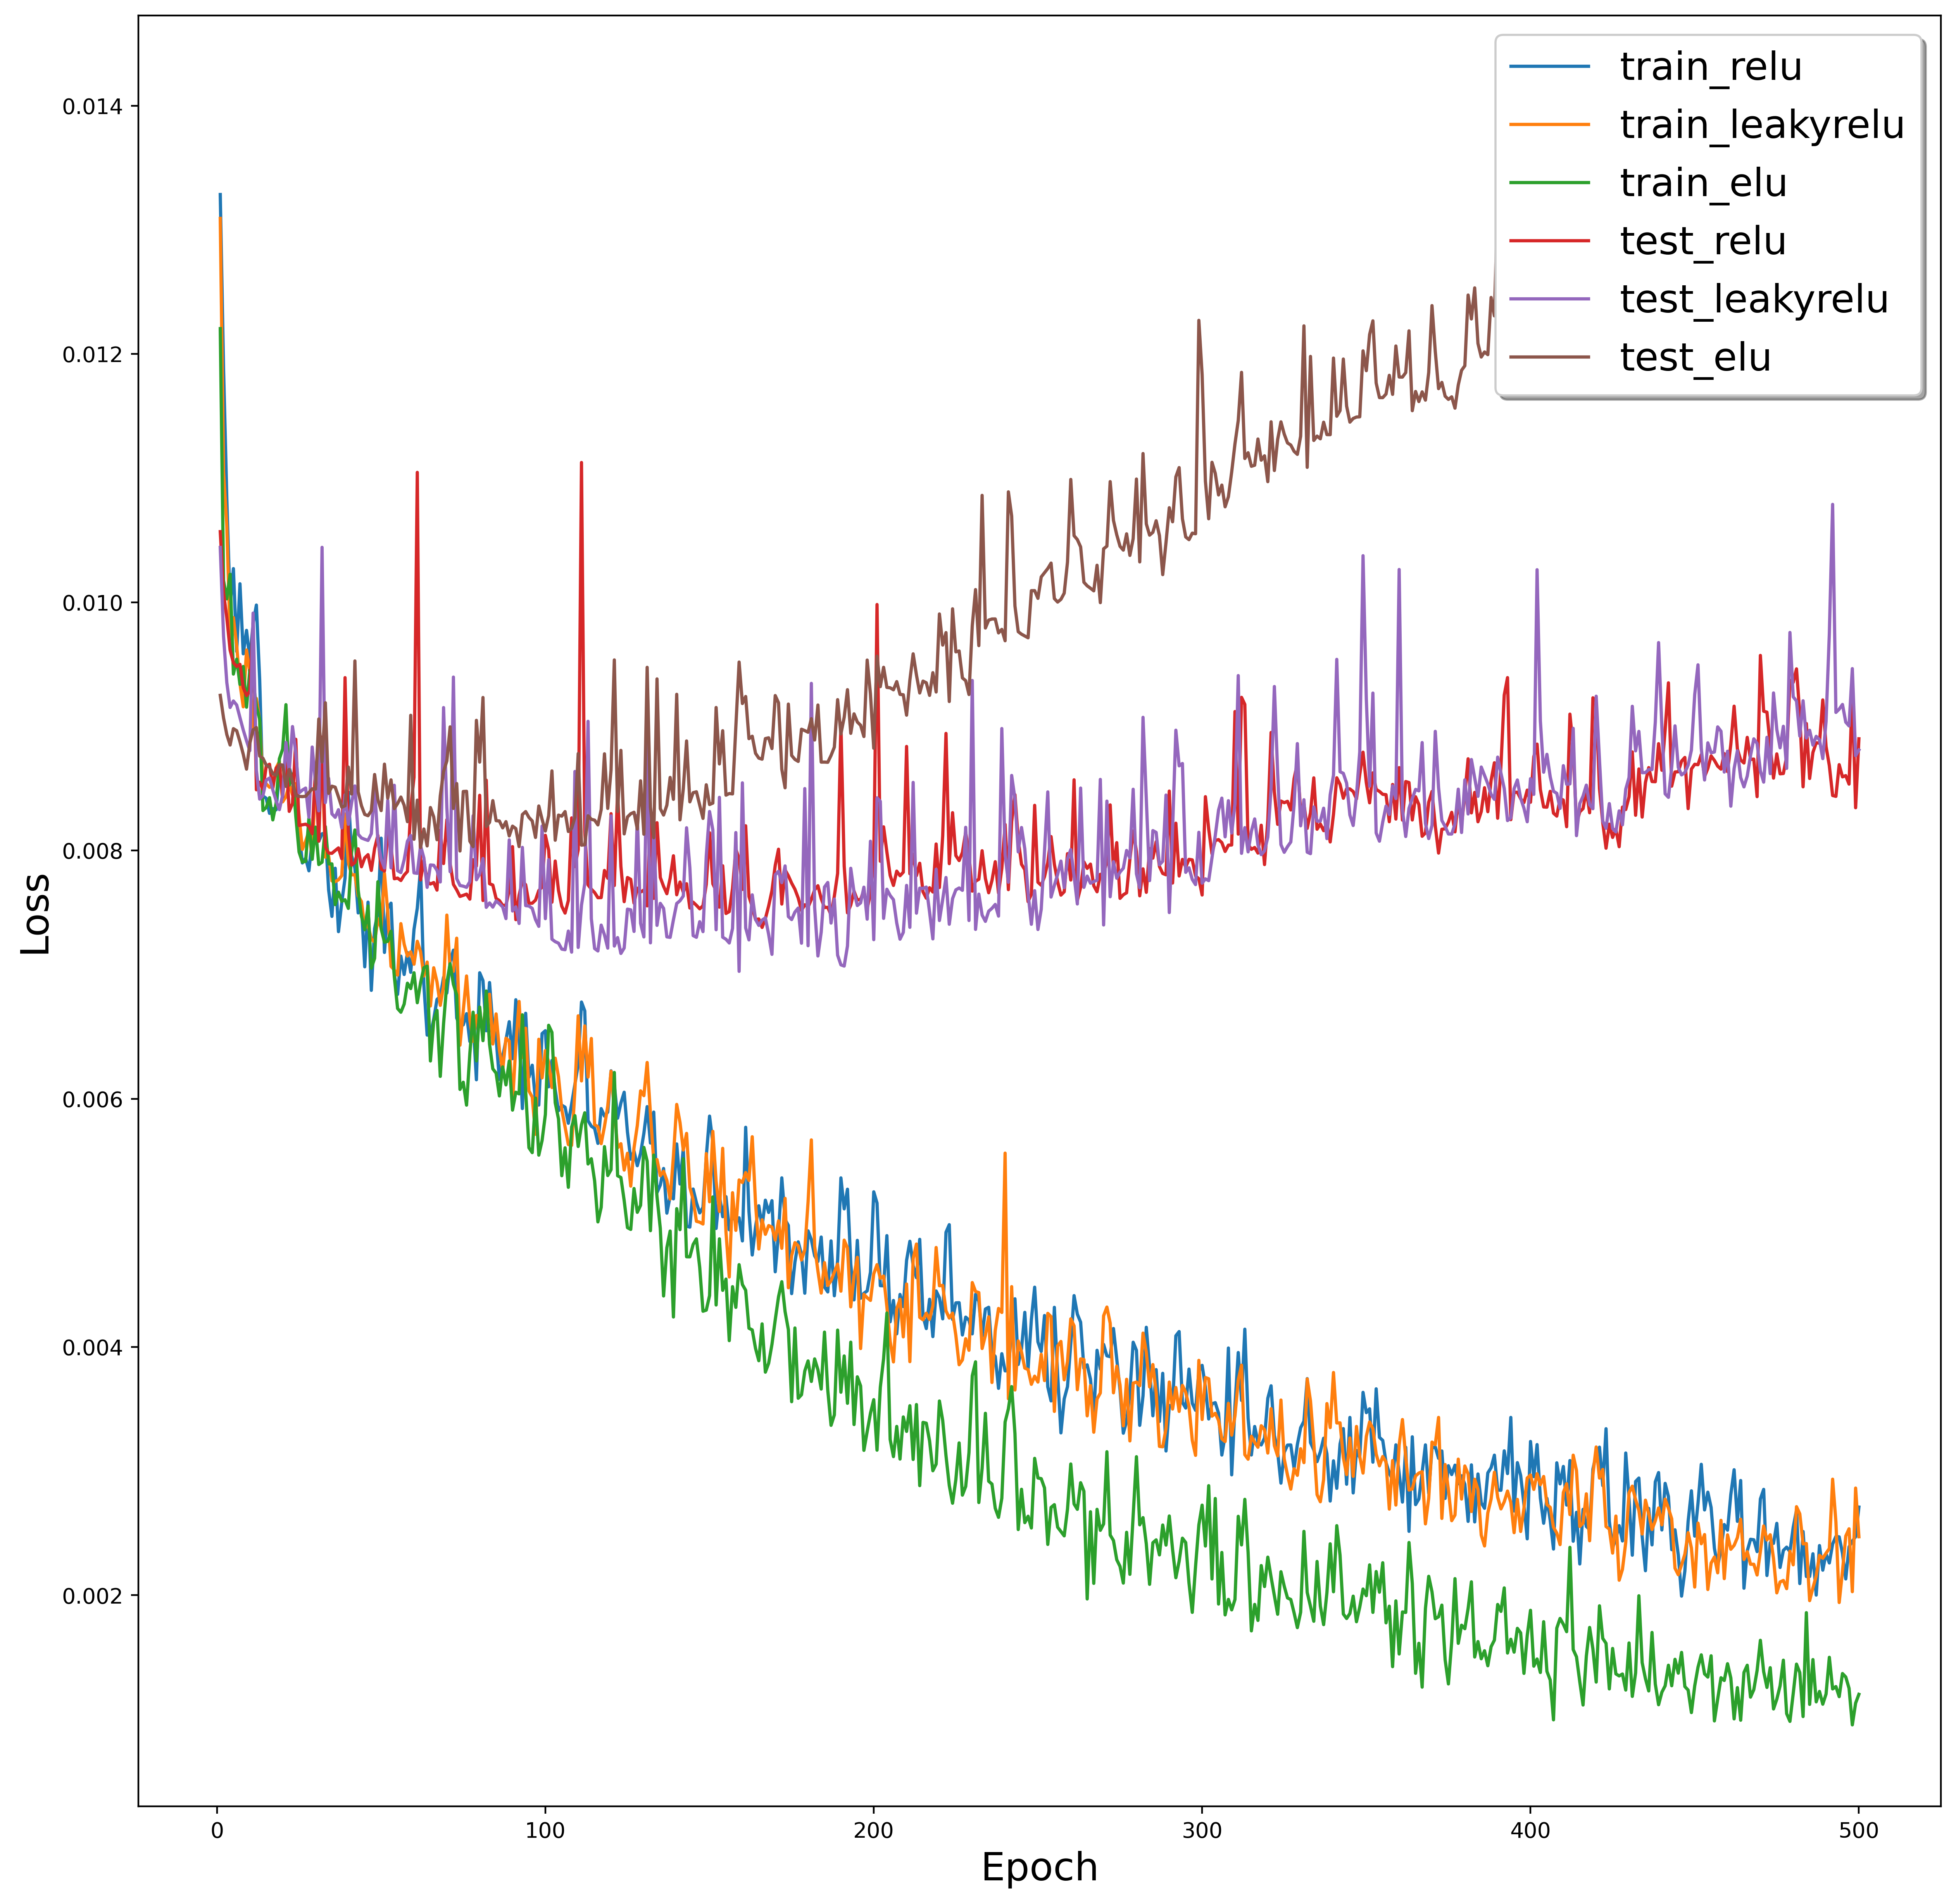 0.014
0.012
0.010
0.008
0.006
0.004
0.002
Loss
0 100 200 300 400 500
Epoch
train_relu
train_leakyrelu
train_elu
test_relu
test_leakyrelu
test_elu